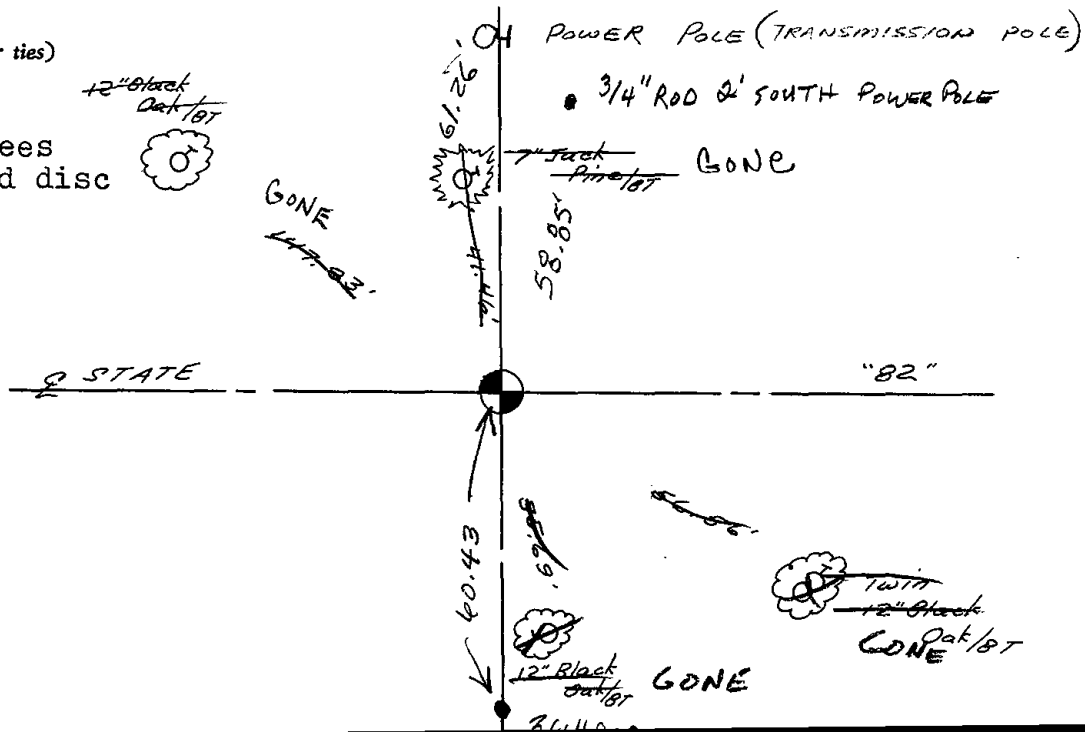 ties)
POWER POLE (TRANSMISSION POLE)
12" Black
Oak/BT
3/4" ROD 2' SOUTH POWER POLE
61.26'
ees
d disc
7" Jack
Pine/BT
GONE
GONE
147.83'
58.85'
℄ STATE
"82"
60.43
Twin
12" Black
Oak/BT
GONE
12" Black
Oak/BT
GONE